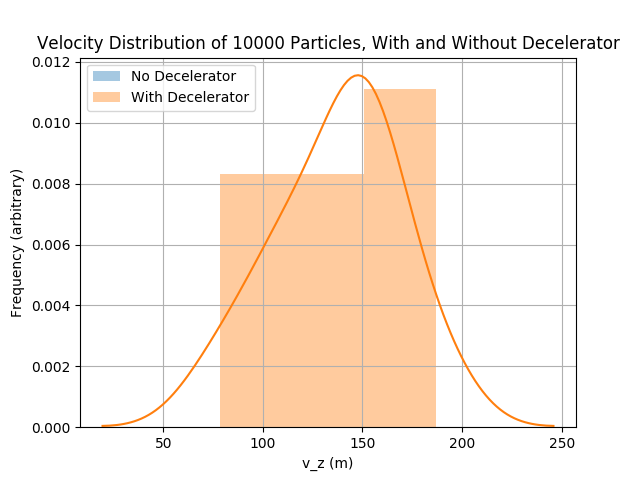 Velocity Distribution of 10000 Particles, With and Without Decelerator
No Decelerator
With Decelerator
Frequency (arbitrary)
0.012
0.010
0.008
0.006
0.004
0.002
0.000
50 100 150 200 250
v_z (m)